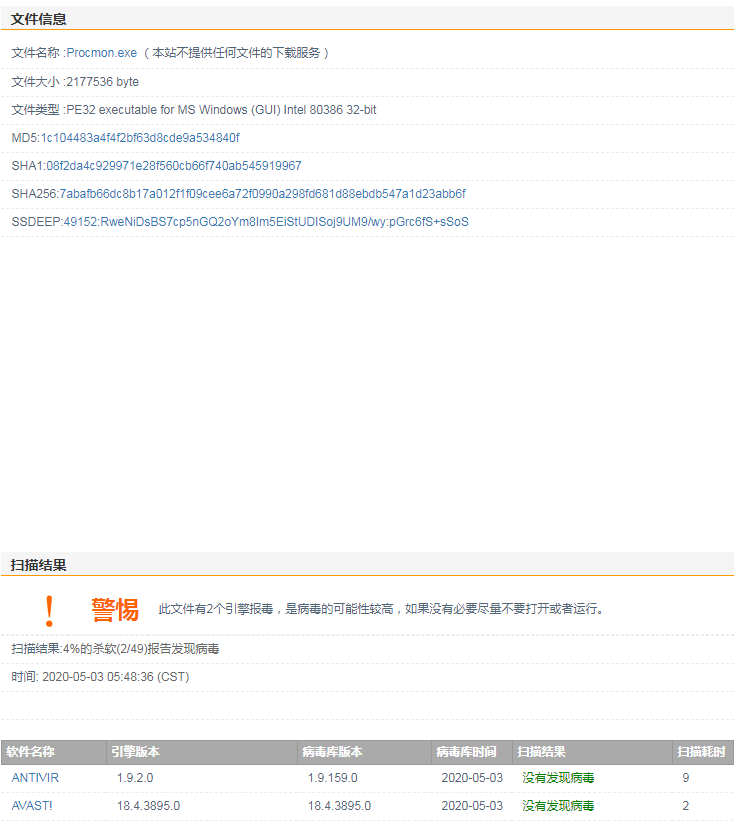 文件信息
文件名称 :Procmon.exe （本站不提供任何文件的下载服务）
文件大小 :2177536 byte
文件类型 :PE32 executable for MS Windows (GUI) Intel 80386 32-bit
MD5:1c104483a4f4f2bf63d8cde9a534840f
SHA1:08f2da4c929971e28f560cb66f740ab545919967
SHA256:7abafb66dc8b17a012f1f09cee6a72f0990a298fd681d88ebdb547a1d23abb6f
SSDEEP:49152:RweNiDsBS7cp5nGQ2oYm8Im5EiStUDISoj9UM9/wy:pGrc6fS+sSoS
扫描结果
! 警惕 此文件有2个引擎报毒，是病毒的可能性较高，如果没有必要尽量不要打开或者运行。
扫描结果:4%的杀软(2/49)报告发现病毒
时间: 2020-05-03 05:48:36 (CST)
软件名称 引擎版本 病毒库版本 病毒库时间 扫描结果 扫描耗时
ANTIVIR 1.9.2.0 1.9.159.0 2020-05-03 没有发现病毒 9
AVAST! 18.4.3895.0 18.4.3895.0 2020-05-03 没有发现病毒 2